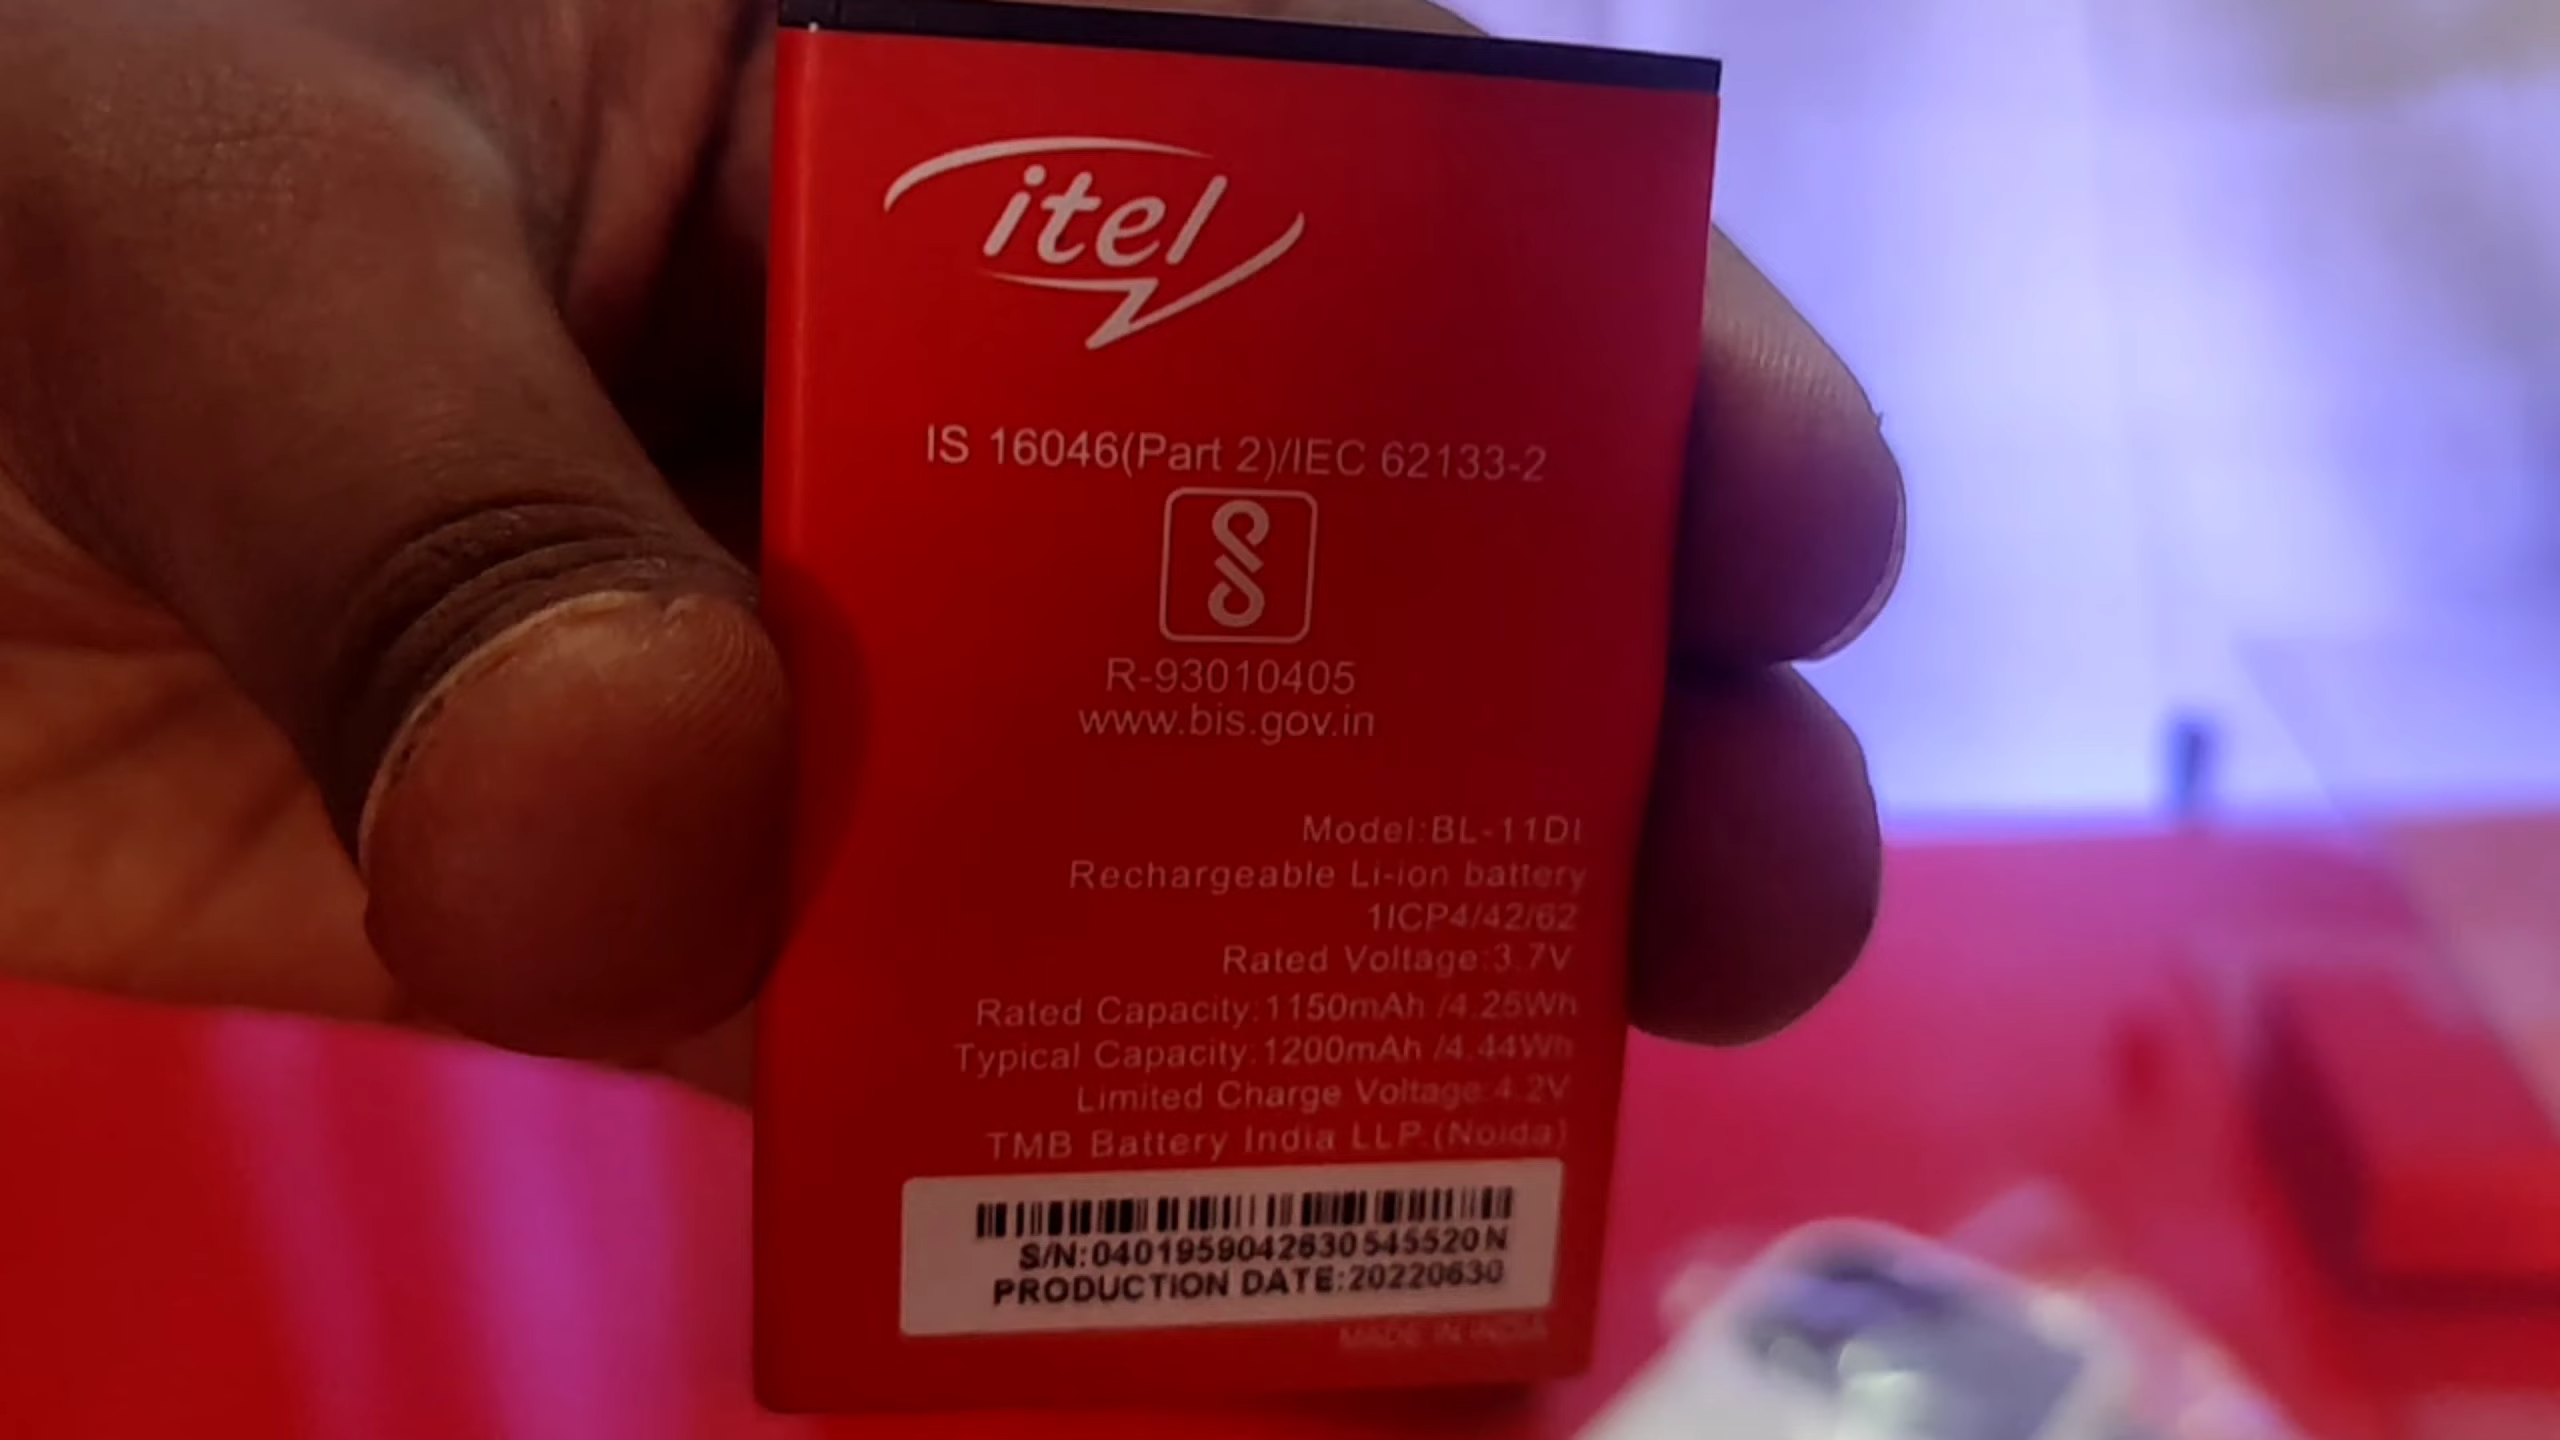 itel
IS 16046(Part 2)/IEC 62133-2
R-93010405
www.bis.gov.in
Model:BL-11DI
Rechargeable Li-ion battery
1ICP4/42/62
Rated Voltage:3.7V
Rated Capacity:1150mAh /4.25Wh
Typical Capacity:1200mAh /4.44Wh
Limited Charge Voltage:4.2V
TMB Battery India LLP.(Noida)
S/N:0401959042630545520N
PRODUCTION DATE:20220630
MADE IN INDIA